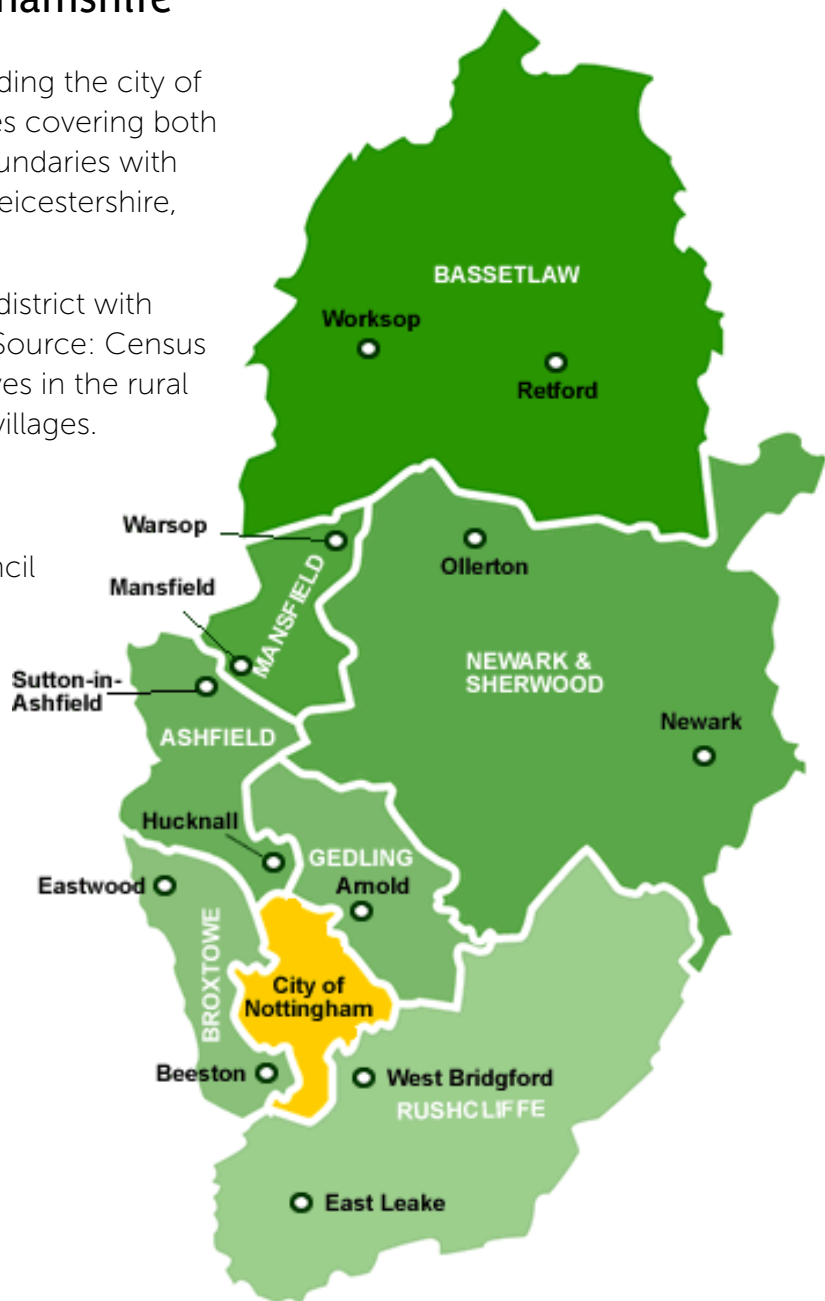 ding the city of
es covering both
undaries with
eicestershire,
district with
Source: Census
ves in the rural
villages.
ncil
BASSETLAW
Worksop
Retford
Warsop
Ollerton
Mansfield
MANSFIELD
NEWARK &
SHERWOOD
Sutton-in-
Ashfield
Newark
ASHFIELD
Hucknall
GEDLING
Eastwood
Arnold
BROXTOWE
City of
Nottingham
Beeston
West Bridgford
RUSHCLIFFE
East Leake